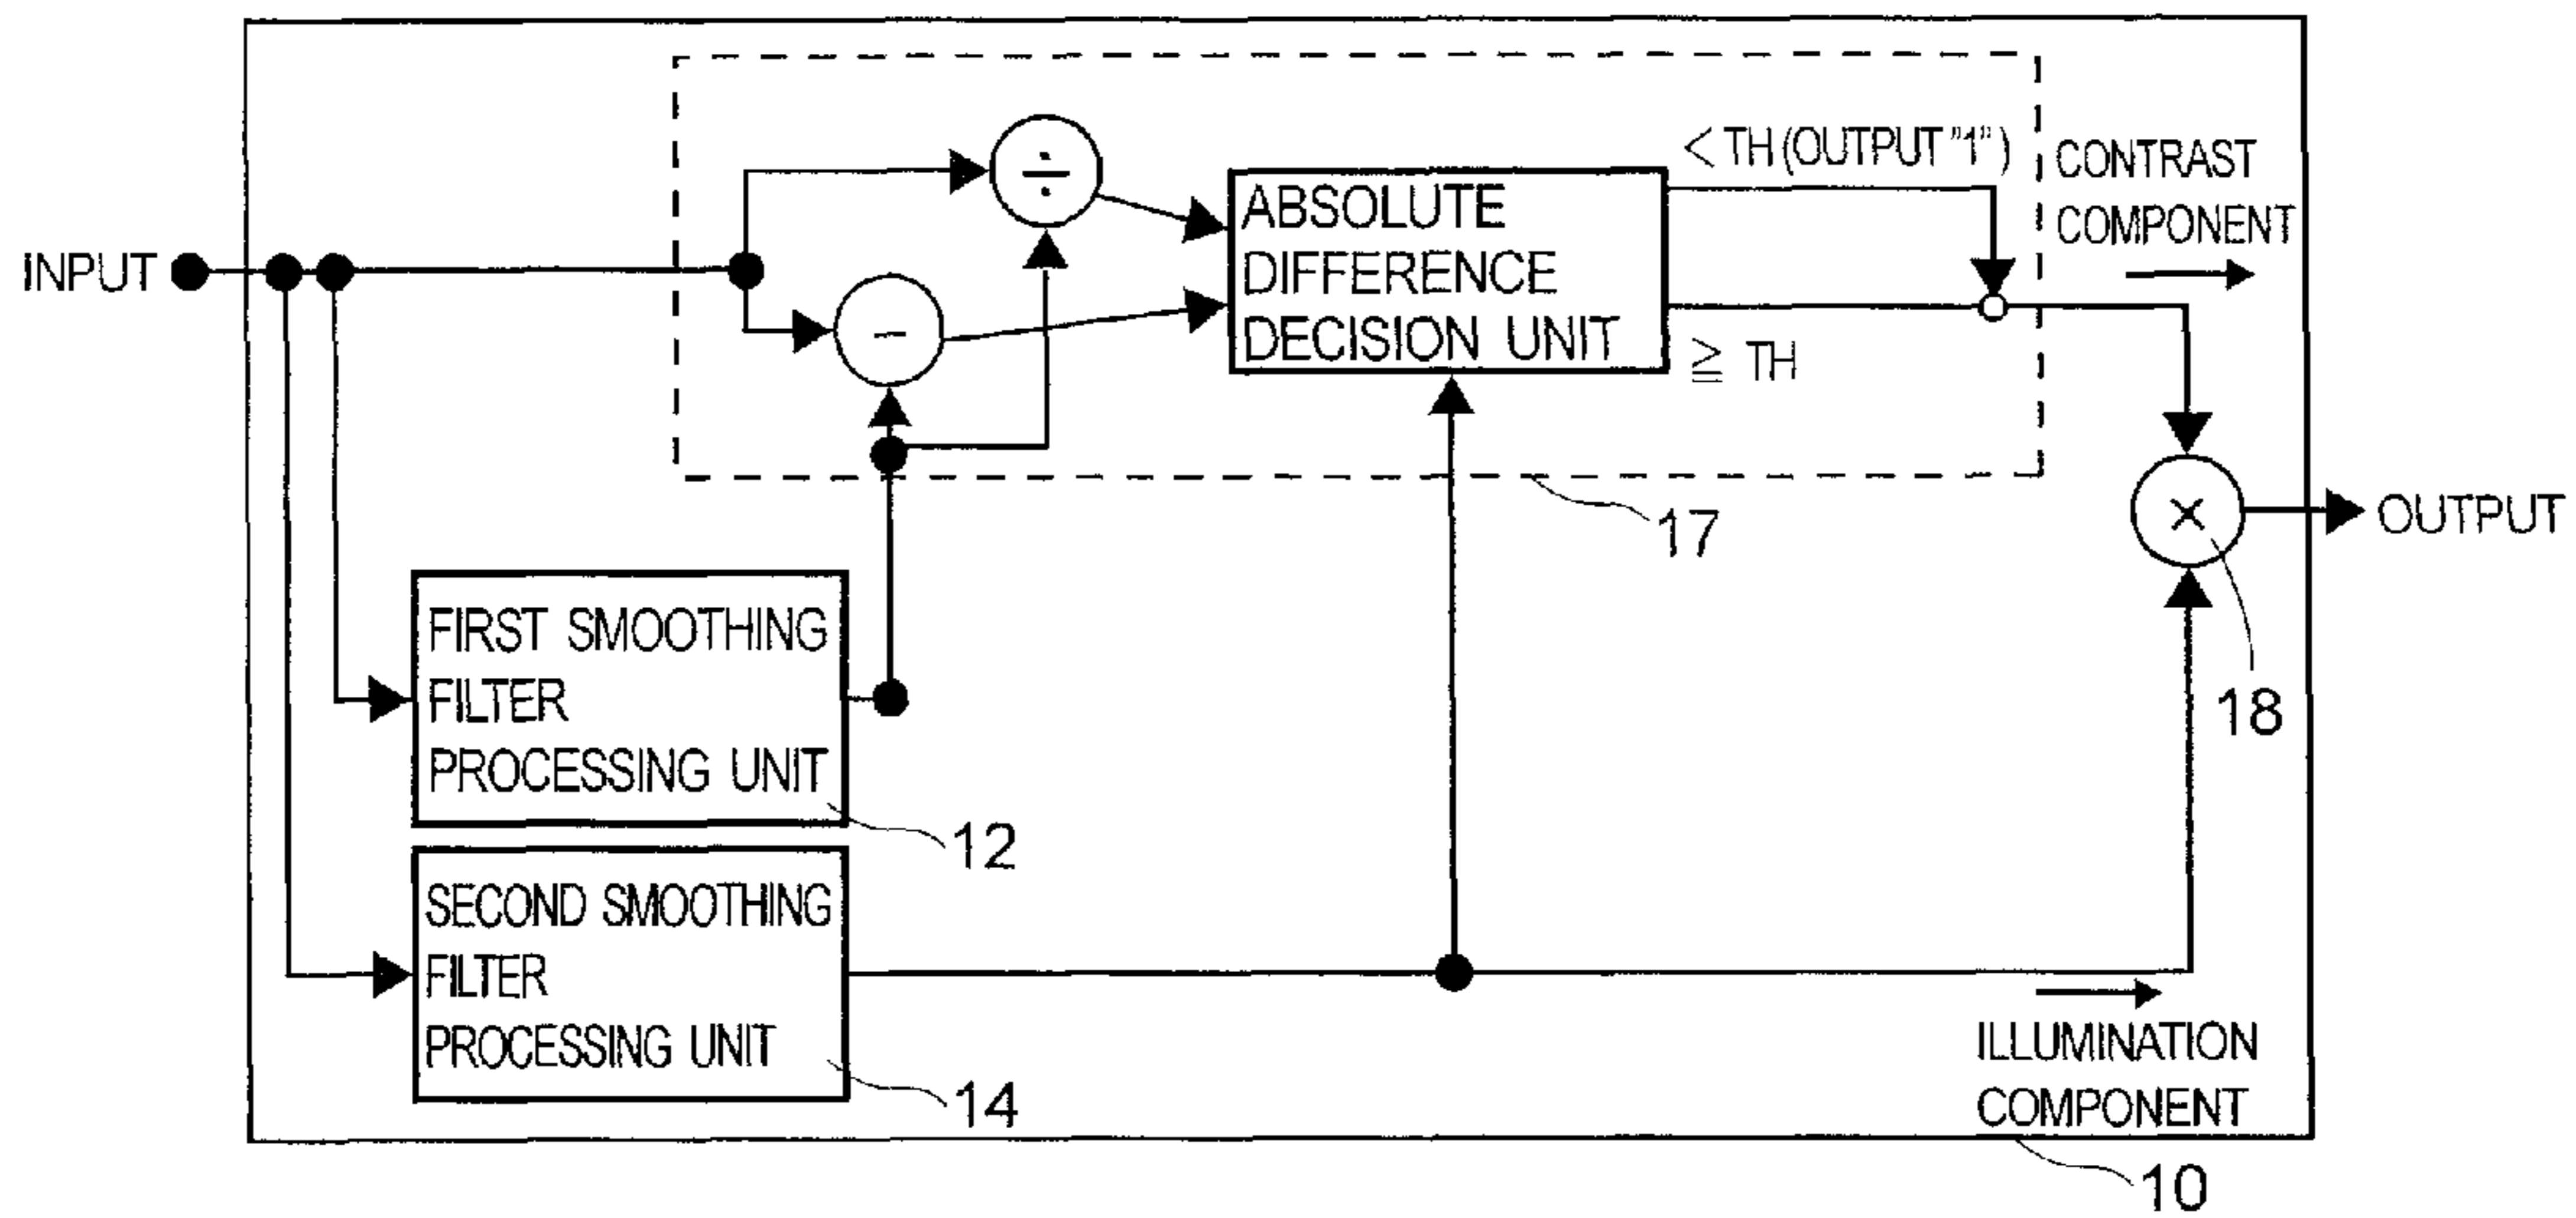 INPUT
÷
−
ABSOLUTE
DIFFERENCE
DECISION UNIT
< TH (OUTPUT "1")
≧ TH
CONTRAST
COMPONENT
17
×
OUTPUT
18
FIRST SMOOTHING
FILTER
PROCESSING UNIT
12
SECOND SMOOTHING
FILTER
PROCESSING UNIT
14
ILLUMINATION
COMPONENT
10